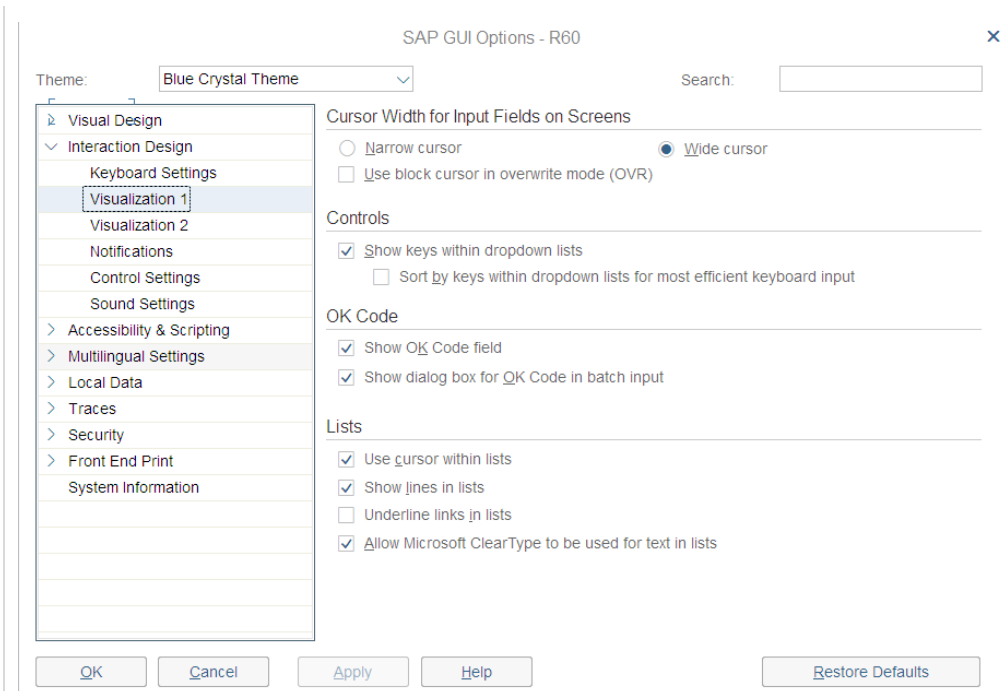 SAP GUI Options - R60
Theme: Blue Crystal Theme Search:
Visual Design
Interaction Design
Keyboard Settings
Visualization 1
Visualization 2
Notifications
Control Settings
Sound Settings
Accessibility & Scripting
Multilingual Settings
Local Data
Traces
Security
Front End Print
System Information
Cursor Width for Input Fields on Screens
Narrow cursor Wide cursor
Use block cursor in overwrite mode (OVR)
Controls
Show keys within dropdown lists
Sort by keys within dropdown lists for most efficient keyboard input
OK Code
Show OK Code field
Show dialog box for OK Code in batch input
Lists
Use cursor within lists
Show lines in lists
Underline links in lists
Allow Microsoft ClearType to be used for text in lists
OK Cancel Apply Help Restore Defaults